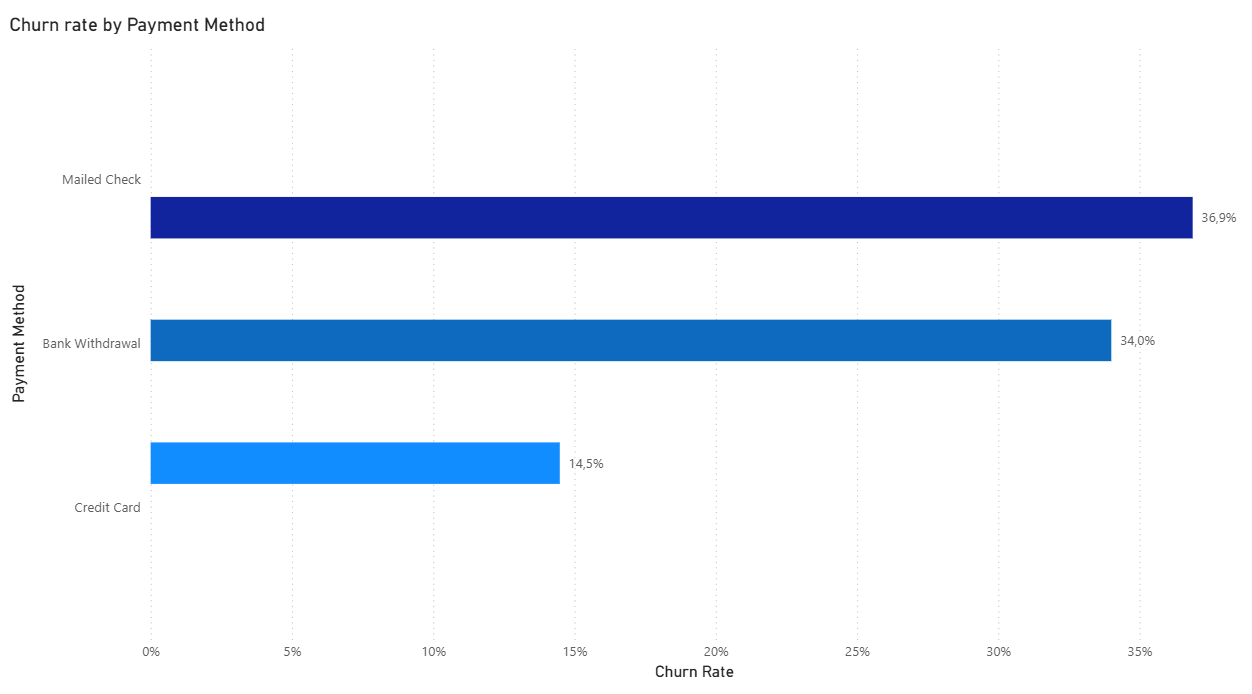 Churn rate by Payment Method
Payment Method
Mailed Check
36,9%
Bank Withdrawal
34,0%
14,5%
Credit Card
0%
5%
10%
15%
20%
25%
30%
35%
Churn Rate